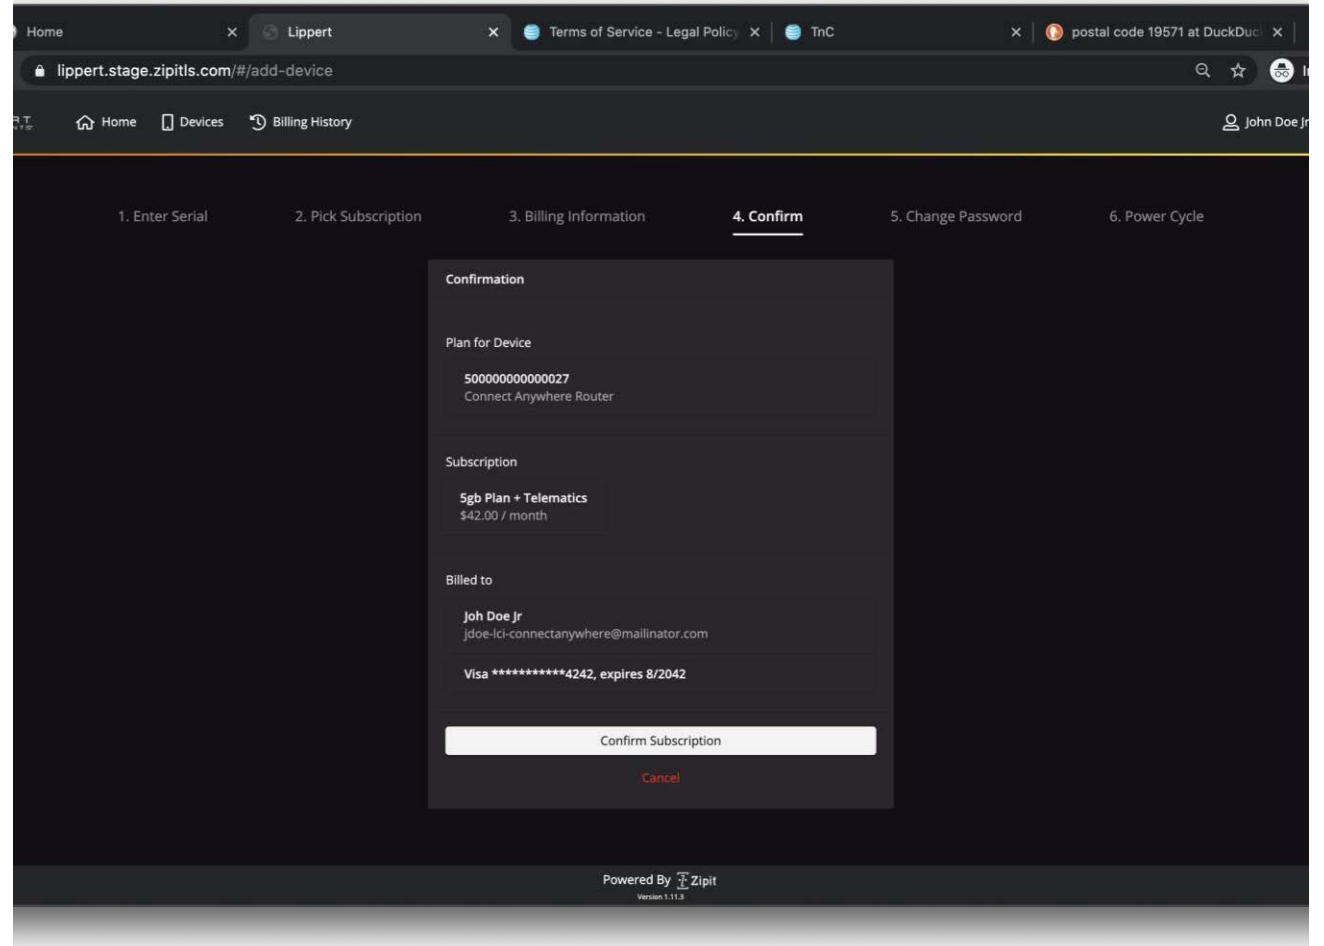 Home
Lippert
Terms of Service - Legal Policy
TnC
postal code 19571 at DuckDuc
lippert.stage.zipitls.com/#/add-device
Home
Devices
Billing History
John Doe Jr
1. Enter Serial
2. Pick Subscription
3. Billing Information
4. Confirm
5. Change Password
6. Power Cycle
Confirmation
Plan for Device
500000000000027
Connect Anywhere Router
Subscription
5gb Plan + Telematics
$42.00 / month
Billed to
Joh Doe Jr
jdoe-lci-connectanywhere@mailinator.com
Visa ************4242, expires 8/2042
Confirm Subscription
Cancel
Powered By Zipit
Version 1.11.3